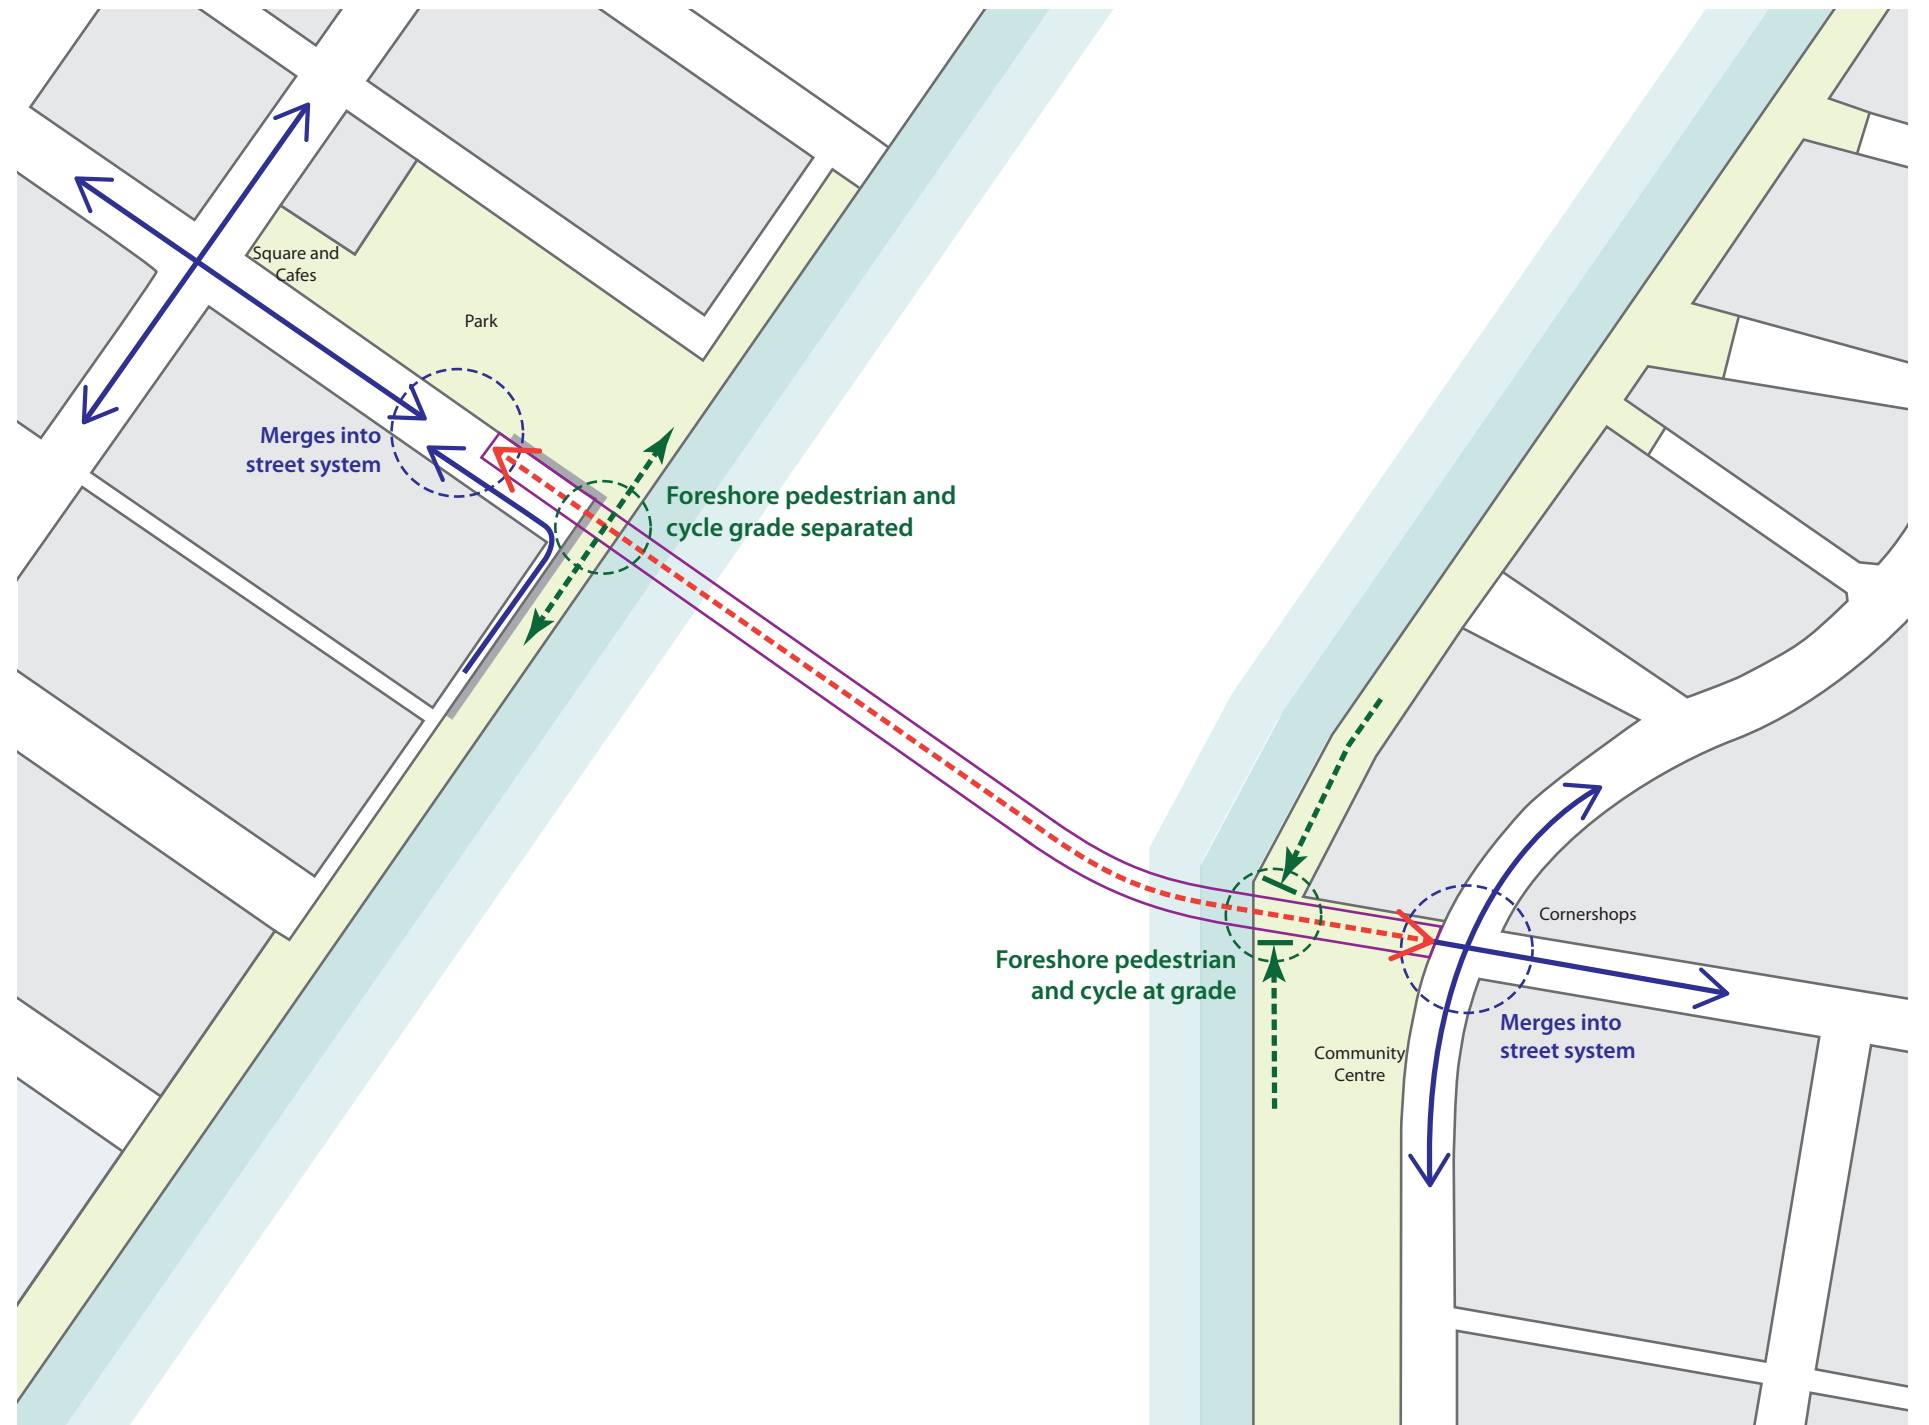 Square and
Cafes
Park
Merges into
street system
Foreshore pedestrian and
cycle grade separated
Cornershops
Foreshore pedestrian
and cycle at grade
Merges into
street system
Community
Centre